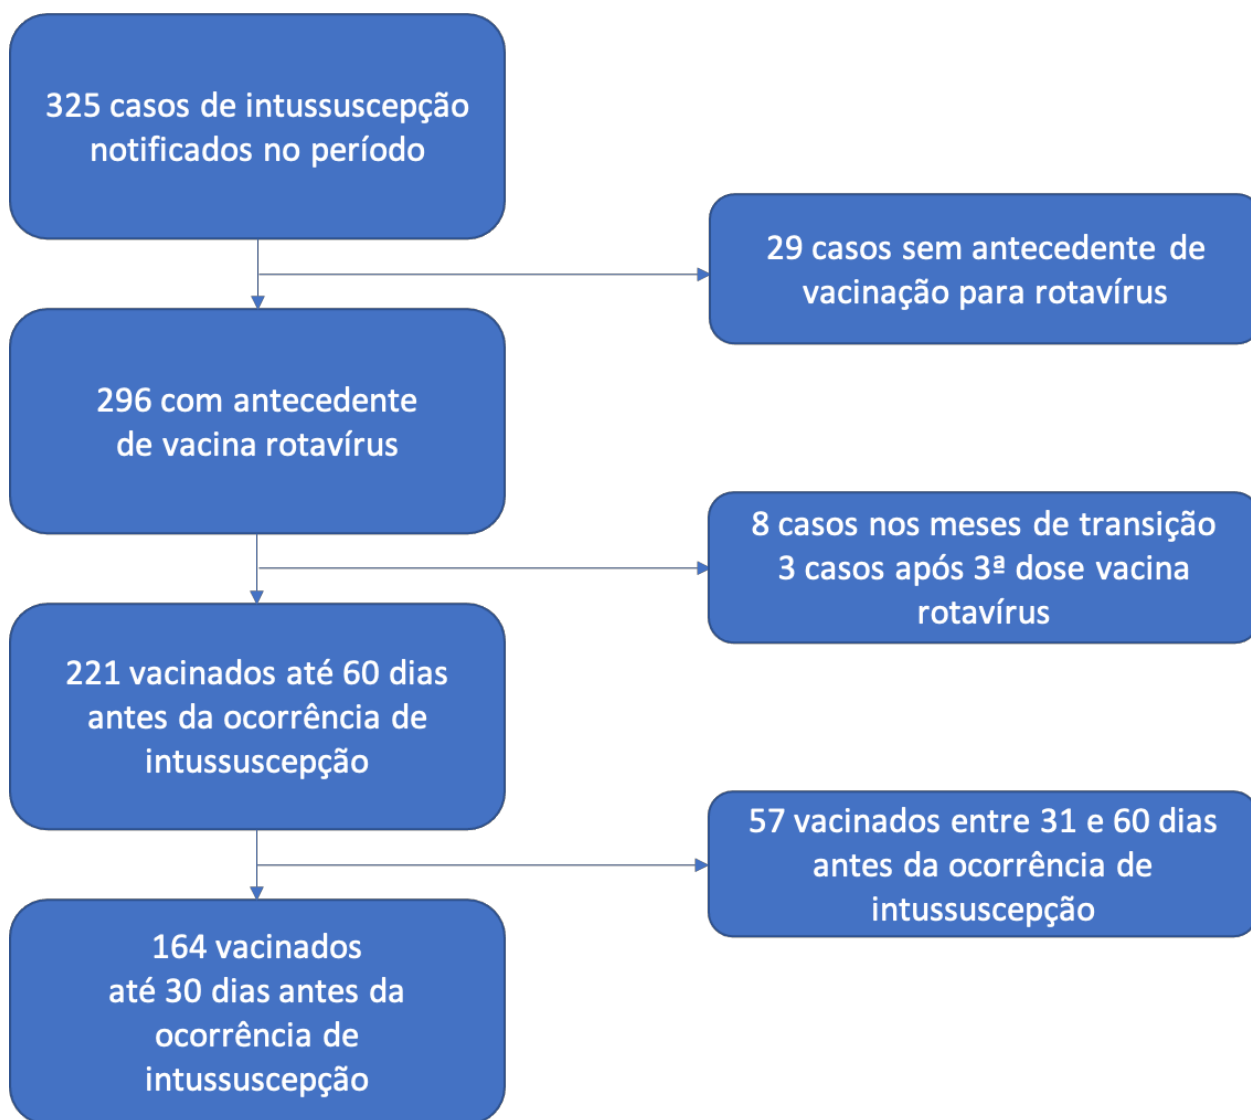 325 casos de intussuscepção
notificados no período
29 casos sem antecedente de
vacinação para rotavírus
296 com antecedente
de vacina rotavírus
8 casos nos meses de transição
3 casos após 3ª dose vacina
rotavírus
221 vacinados até 60 dias
antes da ocorrência de
intussuscepção
57 vacinados entre 31 e 60 dias
antes da ocorrência de
intussuscepção
164 vacinados
até 30 dias antes da
ocorrência de
intussuscepção